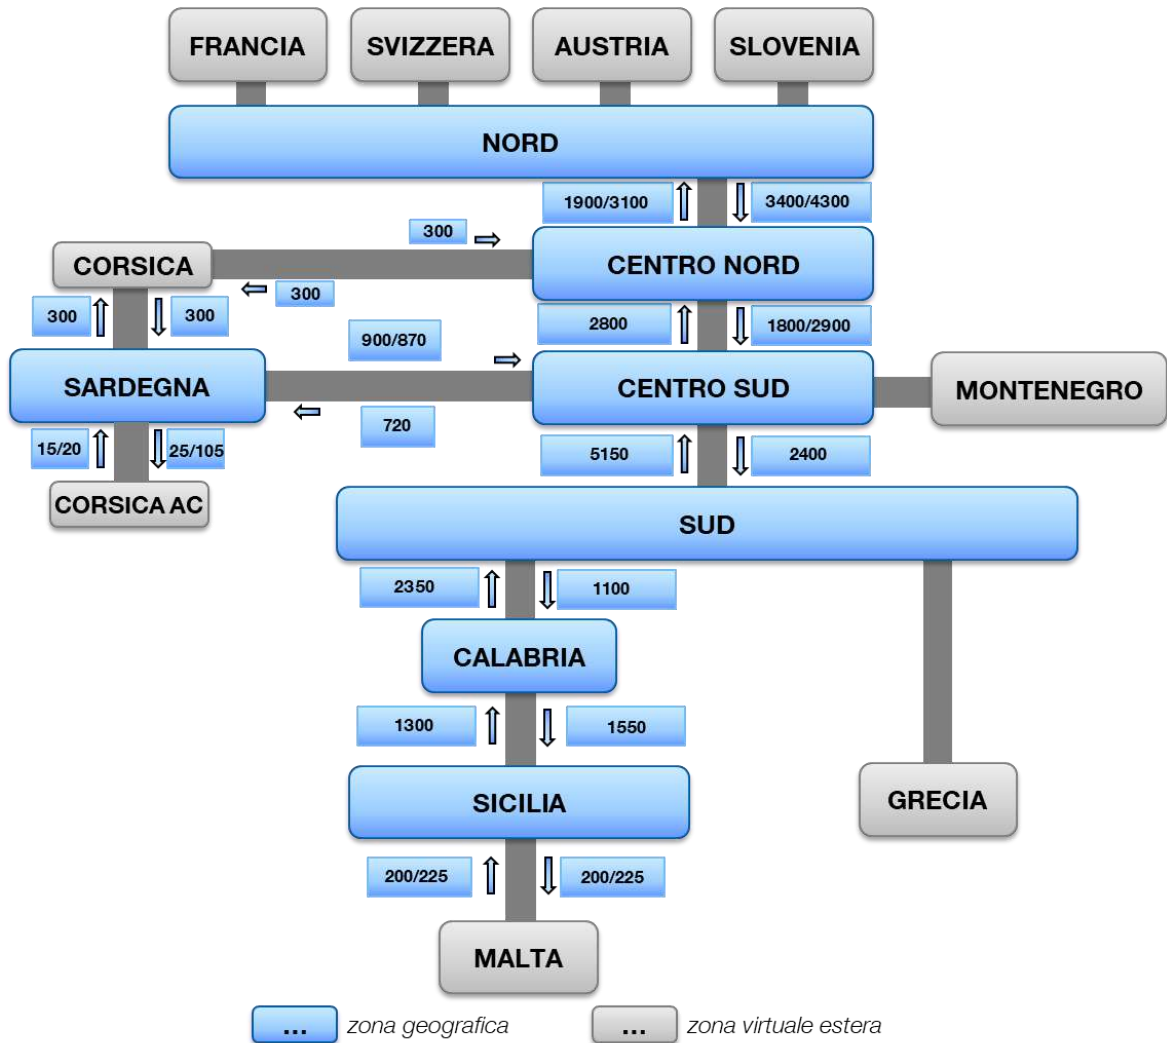 FRANCIA
SVIZZERA
AUSTRIA
SLOVENIA
NORD
1900/3100
3400/4300
300
CORSICA
CENTRO NORD
300
300
300
2800
1800/2900
900/870
SARDEGNA
CENTRO SUD
MONTENEGRO
720
15/20
25/105
5150
2400
CORSICA AC
SUD
2350
1100
CALABRIA
1300
1550
SICILIA
GRECIA
200/225
200/225
MALTA
... zona geografica
... zona virtuale estera